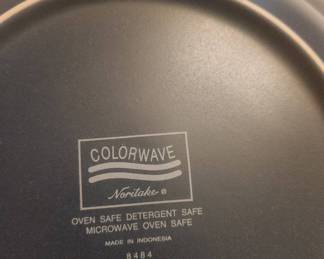 COLORWAVE
Noritake ®
OVEN SAFE DETERGENT SAFE
MICROWAVE OVEN SAFE
MADE IN INDONESIA
8484